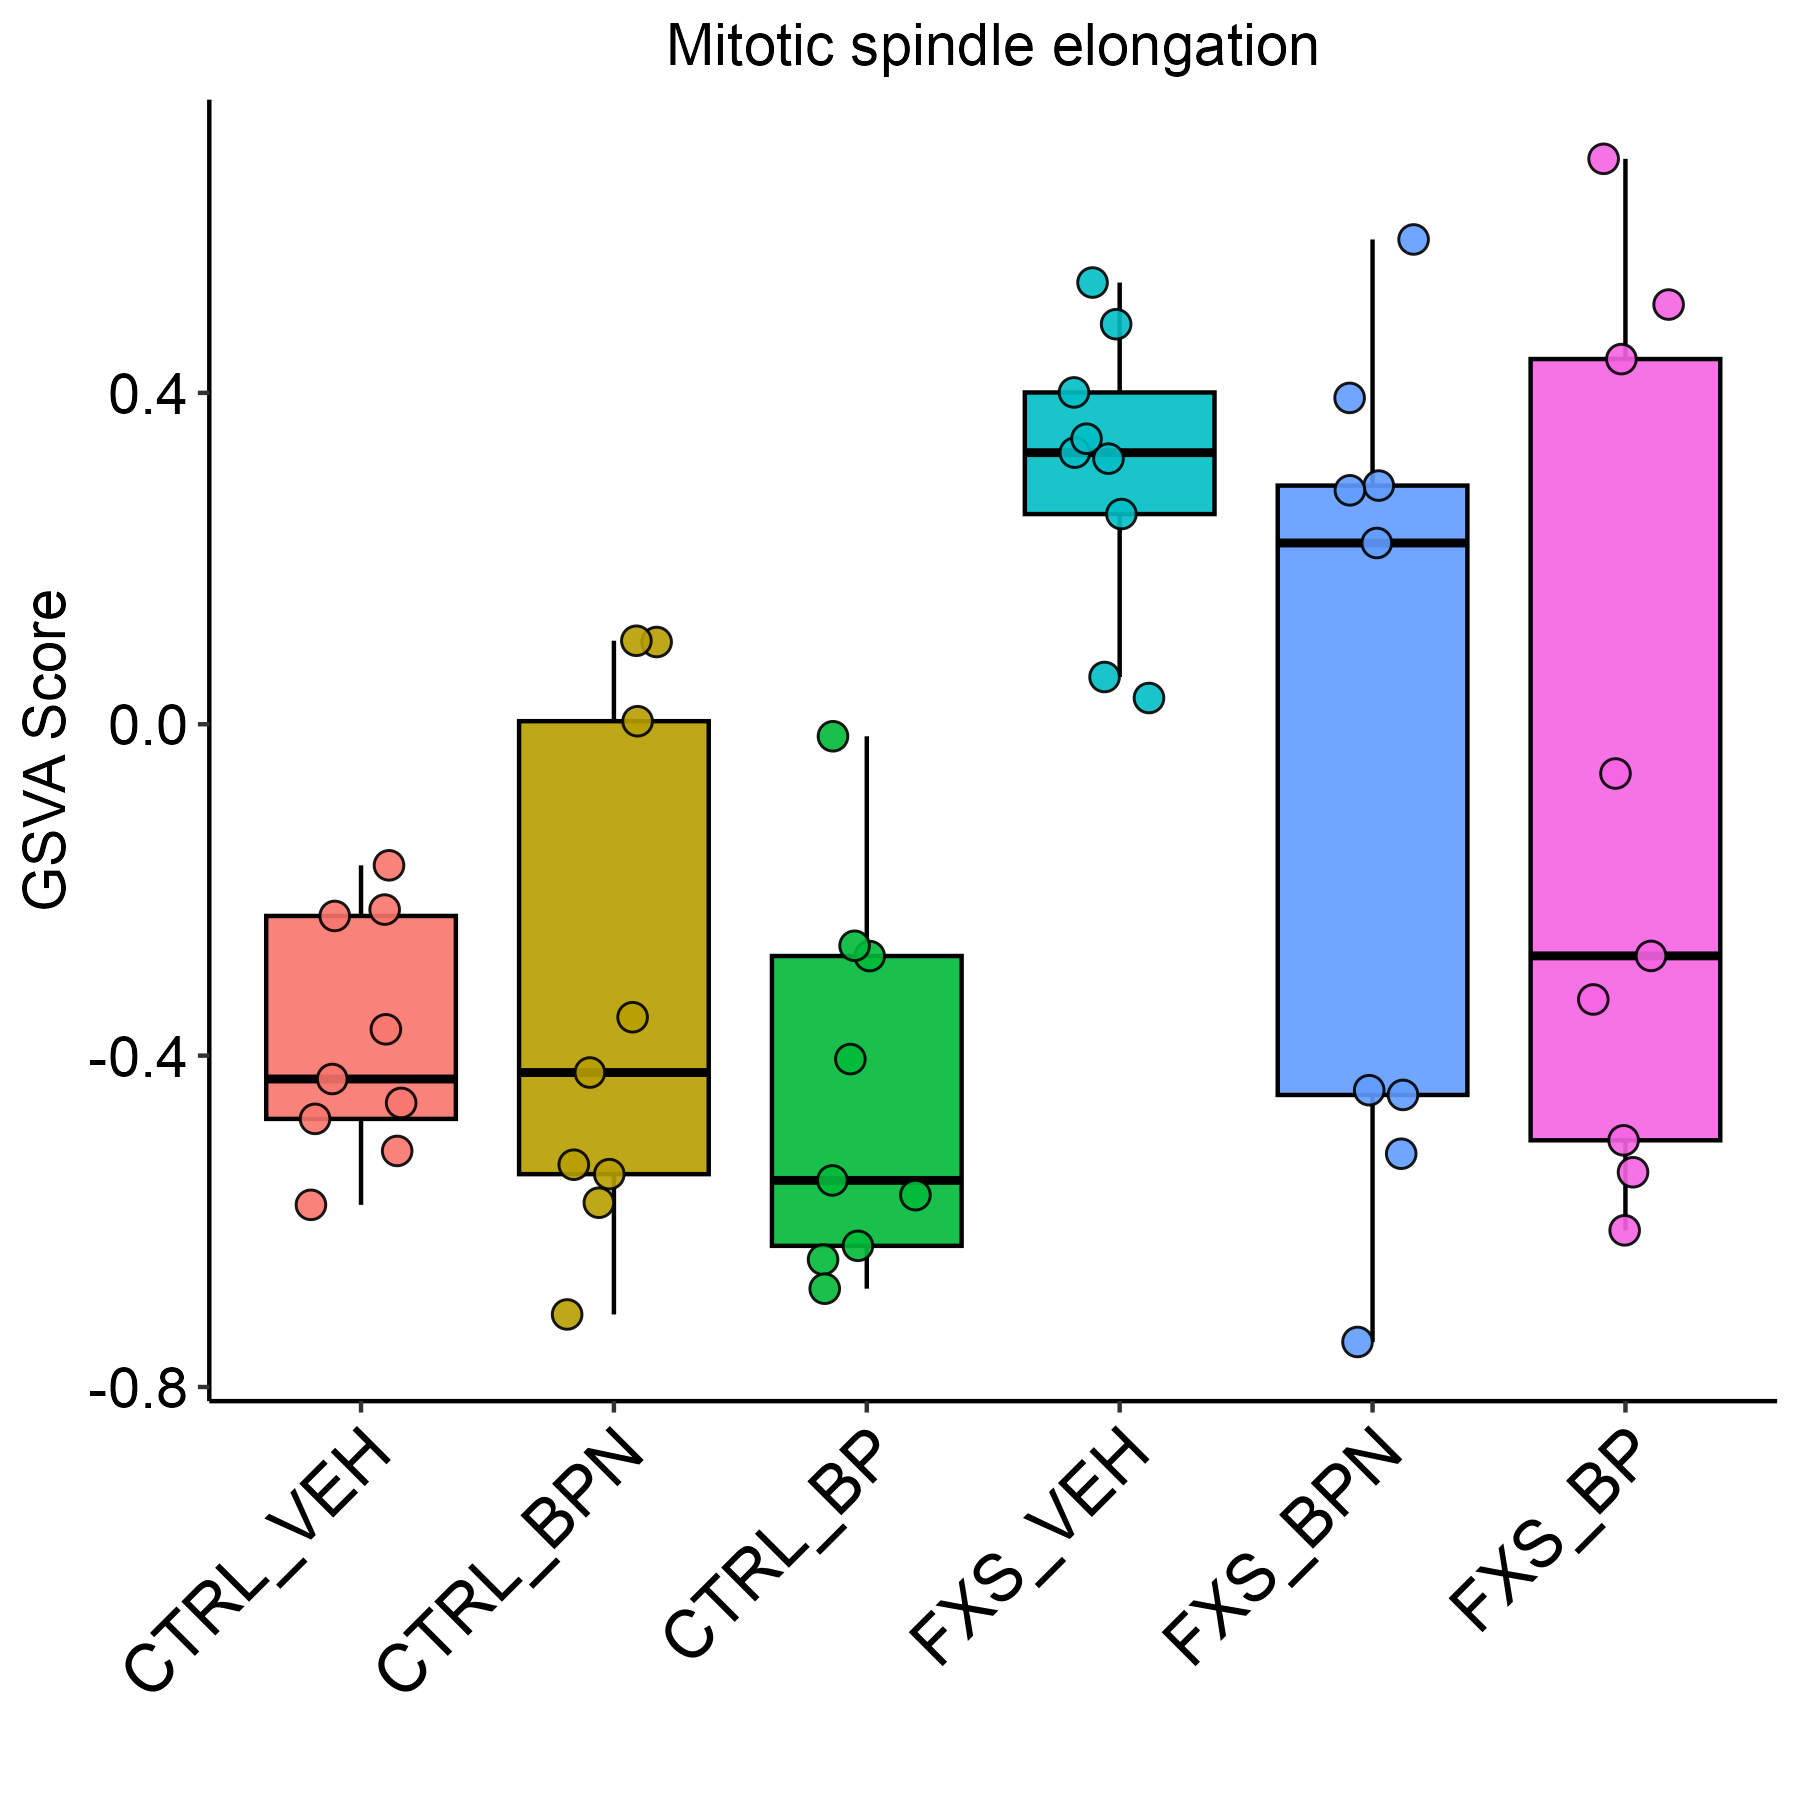 Mitotic spindle elongation
GSVA Score
0.4
0.0
-0.4
-0.8
CTRL_VEH
CTRL_BPN
CTRL_BP
FXS_VEH
FXS_BPN
FXS_BP